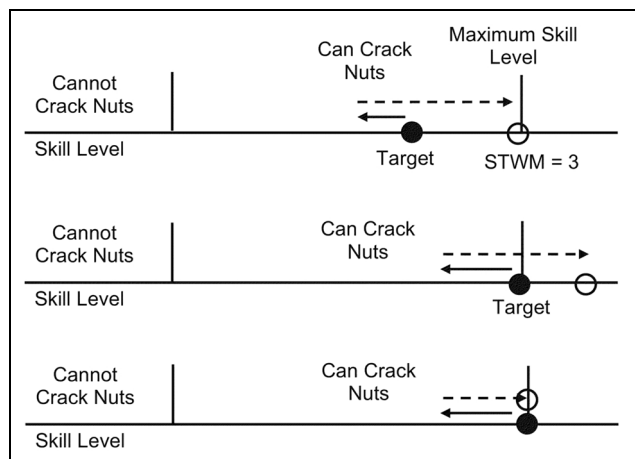 Maximum Skill
Level
Can Crack
Nuts
Cannot
Crack Nuts
Skill Level
Target
STWM = 3
Cannot
Crack Nuts
Can Crack
Nuts
Skill Level
Target
Cannot
Crack Nuts
Can Crack
Nuts
Skill Level